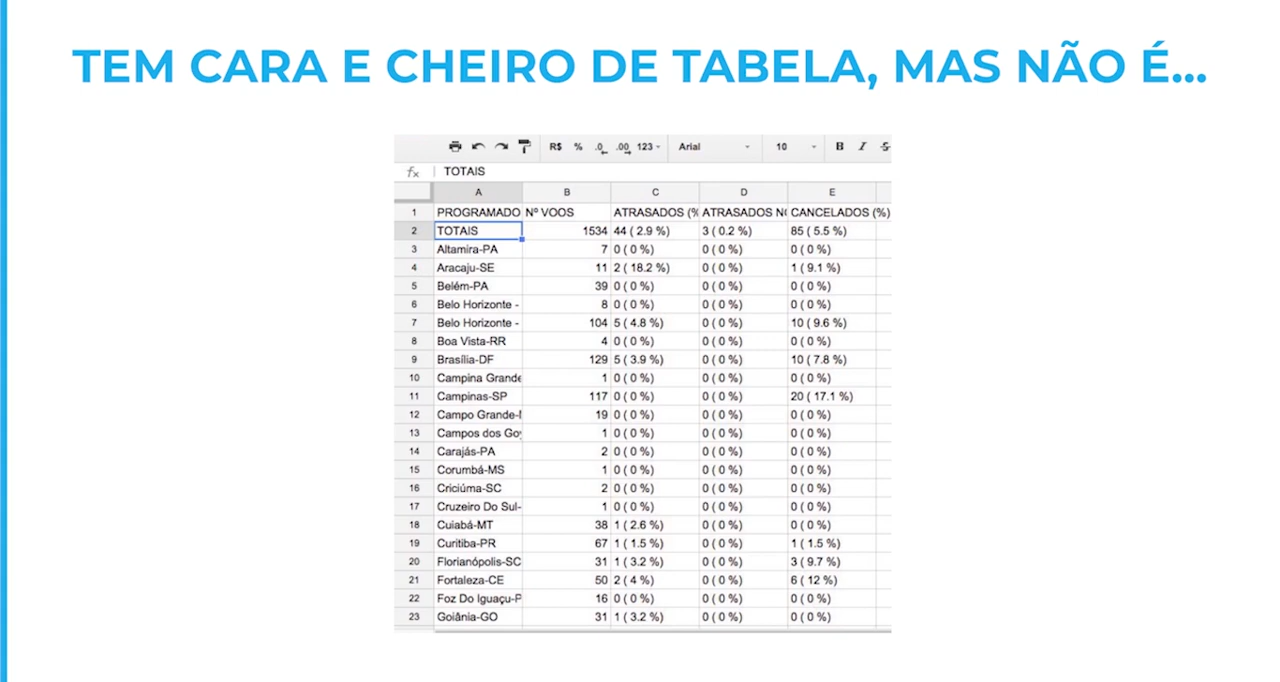 TEM CARA E CHEIRO DE TABELA, MAS NÃO É...
R$ % .0 .00 123 Arial 10 B I S
fx TOTAIS
A B C D E
1 PROGRAMADO Nº VOOS ATRASADOS (% ATRASADOS NO CANCELADOS (%)
2 TOTAIS 1534 44 ( 2.9 %) 3 ( 0.2 %) 85 ( 5.5 %)
3 Altamira-PA 7 0 ( 0 %) 0 ( 0 %) 0 ( 0 %)
4 Aracaju-SE 11 2 ( 18.2 %) 0 ( 0 %) 1 ( 9.1 %)
5 Belém-PA 39 0 ( 0 %) 0 ( 0 %) 0 ( 0 %)
6 Belo Horizonte - 8 0 ( 0 %) 0 ( 0 %) 0 ( 0 %)
7 Belo Horizonte - 104 5 ( 4.8 %) 0 ( 0 %) 10 ( 9.6 %)
8 Boa Vista-RR 4 0 ( 0 %) 0 ( 0 %) 0 ( 0 %)
9 Brasília-DF 129 5 ( 3.9 %) 0 ( 0 %) 10 ( 7.8 %)
10 Campina Grande 1 0 ( 0 %) 0 ( 0 %) 0 ( 0 %)
11 Campinas-SP 117 0 ( 0 %) 0 ( 0 %) 20 ( 17.1 %)
12 Campo Grande- 19 0 ( 0 %) 0 ( 0 %) 0 ( 0 %)
13 Campos dos Goy 1 0 ( 0 %) 0 ( 0 %) 0 ( 0 %)
14 Carajás-PA 2 0 ( 0 %) 0 ( 0 %) 0 ( 0 %)
15 Corumbá-MS 1 0 ( 0 %) 0 ( 0 %) 0 ( 0 %)
16 Criciúma-SC 2 0 ( 0 %) 0 ( 0 %) 0 ( 0 %)
17 Cruzeiro Do Sul- 1 0 ( 0 %) 0 ( 0 %) 0 ( 0 %)
18 Cuiabá-MT 38 1 ( 2.6 %) 0 ( 0 %) 0 ( 0 %)
19 Curitiba-PR 67 1 ( 1.5 %) 0 ( 0 %) 1 ( 1.5 %)
20 Florianópolis-SC 31 1 ( 3.2 %) 0 ( 0 %) 3 ( 9.7 %)
21 Fortaleza-CE 50 2 ( 4 %) 0 ( 0 %) 6 ( 12 %)
22 Foz Do Iguaçu-P 16 0 ( 0 %) 0 ( 0 %) 0 ( 0 %)
23 Goiânia-GO 31 1 ( 3.2 %) 0 ( 0 %) 0 ( 0 %)